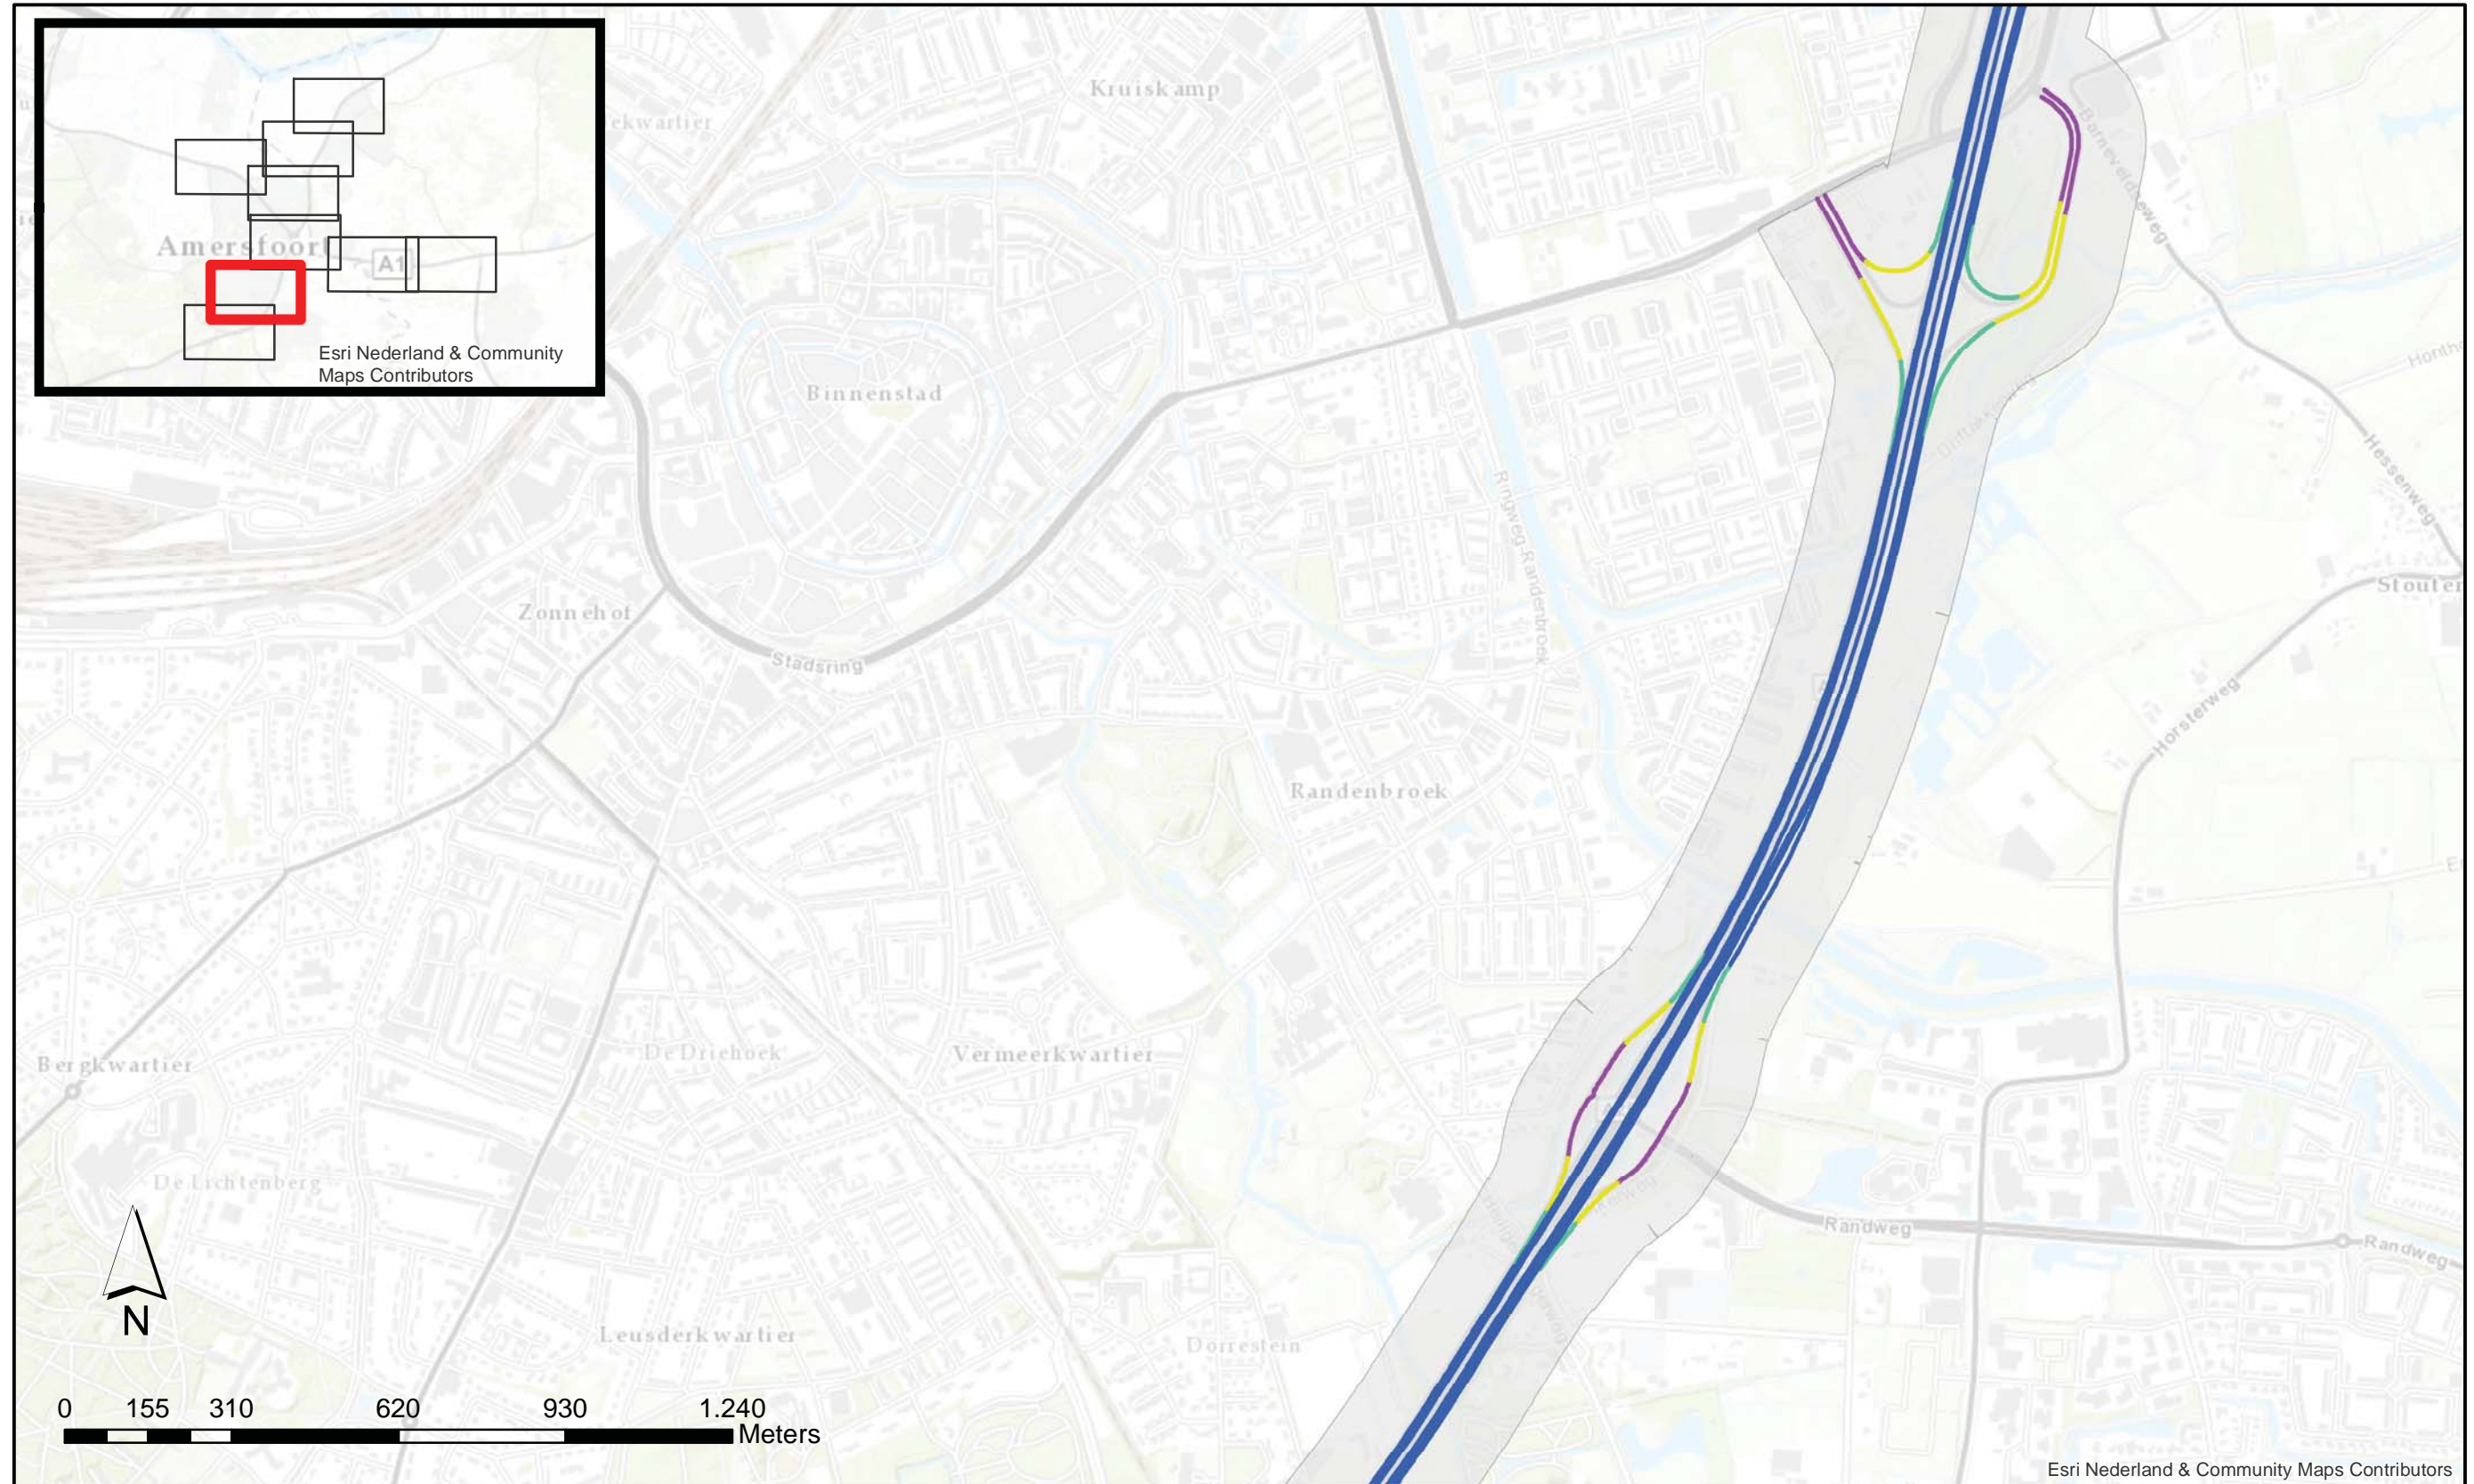 Amersfoort
A1
Esri Nederland & Community
Maps Contributors
Kruiskamp
ekwartier
Barneveldseweg
Binnenstad
Hessenweg
Ringweg-Randenbroek
Stouten
Zonnehof
Stadsring
Horsterweg
Randenbroek
Bergkwartier
De Driehoek
Vermeerkwartier
De Lichtenberg
Randweg
Randweg
Leusderkwartier
Dorrestein
N
0 155 310 620 930 1.240
Meters
Esri Nederland & Community Maps Contributors